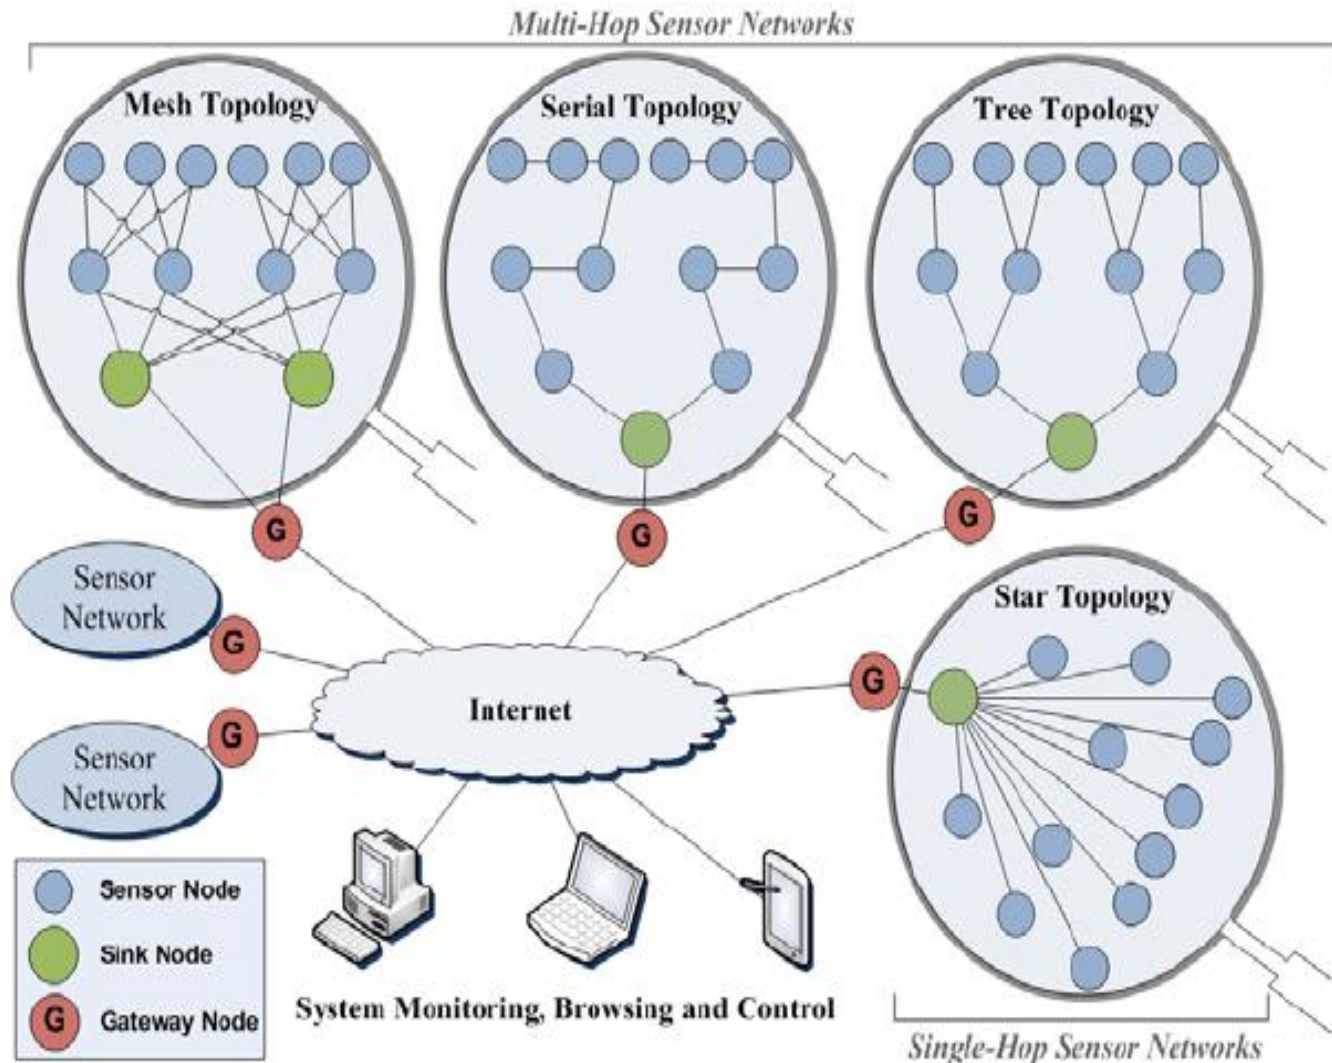 Multi-Hop Sensor Networks
Mesh Topology
Serial Topology
Tree Topology
G
G
G
Sensor
Network
G
Star Topology
G
Internet
Sensor
Network
G
Sensor Node
Sink Node
G
Gateway Node
System Monitoring, Browsing and Control
Single-Hop Sensor Networks